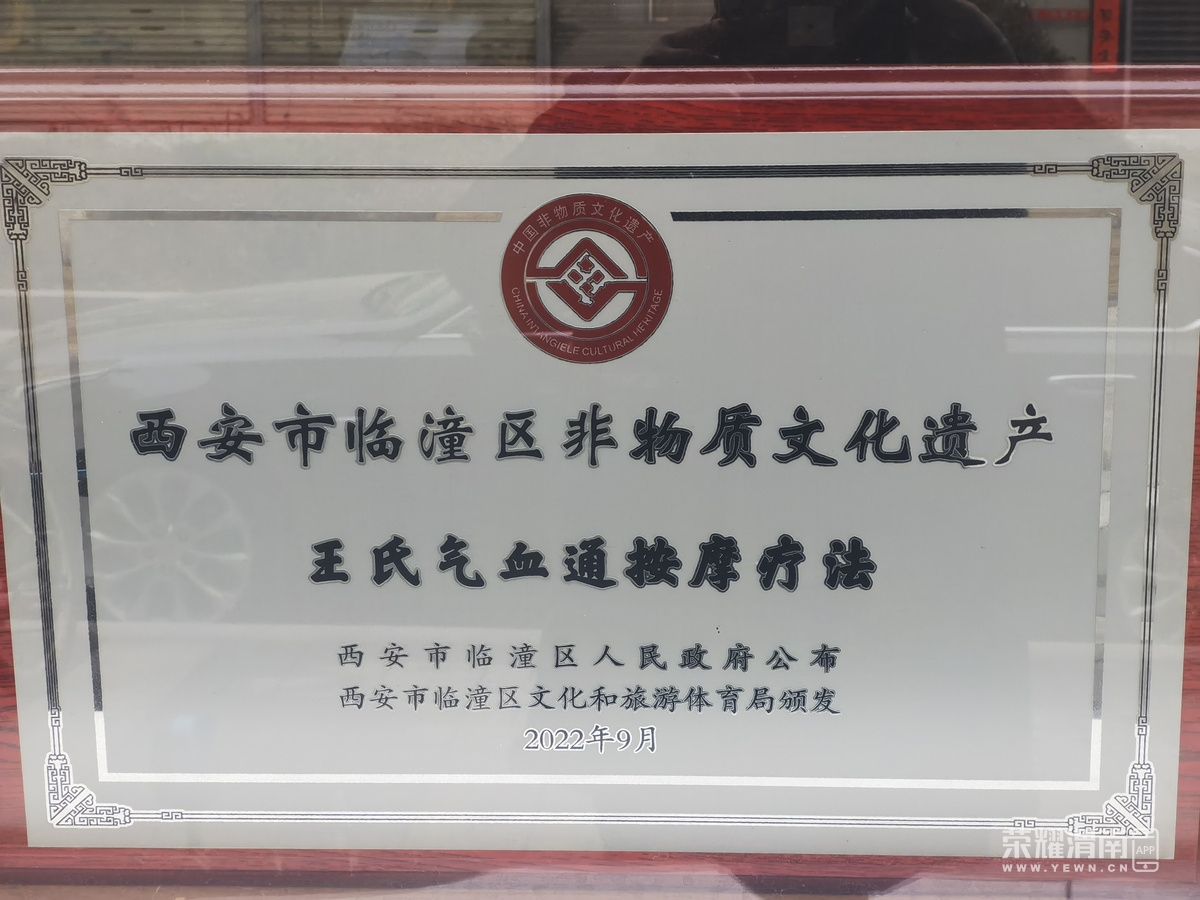 中国非物质文化遗产
CHINA INTANGIELE CULTURAL HERITAGE
西安市临潼区非物质文化遗产
王氏气血通按摩疗法
西安市临潼区人民政府公布
西安市临潼区文化和旅游体育局颁发
2022年9月
荣耀渭南 APP
WWW.YEWN.CN